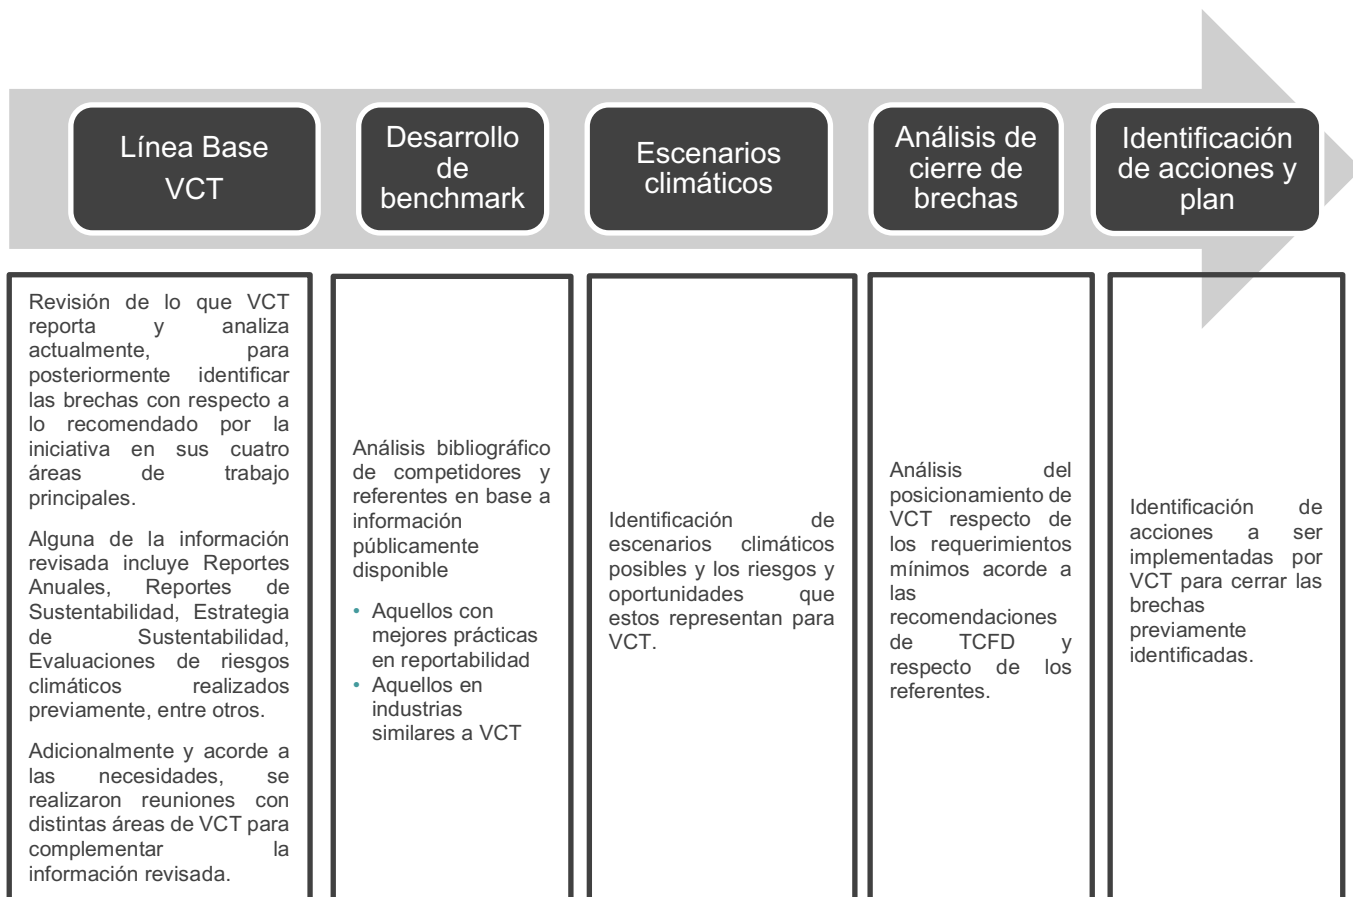 Línea Base
VCT
Desarrollo
de
benchmark
Escenarios
climáticos
Análisis de
cierre de
brechas
Identificación
de acciones y
plan
Revisión de lo que VCT
reporta y analiza
actualmente, para
posteriormente identificar
las brechas con respecto a
lo recomendado por la
iniciativa en sus cuatro
áreas de trabajo
principales.
Alguna de la información
revisada incluye Reportes
Anuales, Reportes de
Sustentabilidad, Estrategia
de Sustentabilidad,
Evaluaciones de riesgos
climáticos realizados
previamente, entre otros.
Adicionalmente y acorde a
las necesidades, se
realizaron reuniones con
distintas áreas de VCT para
complementar la
información revisada.
Análisis bibliográfico
de competidores y
referentes en base a
información
públicamente
disponible
• Aquellos con
mejores prácticas
en reportabilidad
• Aquellos en
industrias
similares a VCT
Identificación de
escenarios climáticos
posibles y los riesgos y
oportunidades que
estos representan para
VCT.
Análisis del
posicionamiento de
VCT respecto de
los requerimientos
mínimos acorde a
las
recomendaciones
de TCFD y
respecto de los
referentes.
Identificación de
acciones a ser
implementadas por
VCT para cerrar las
brechas
previamente
identificadas.